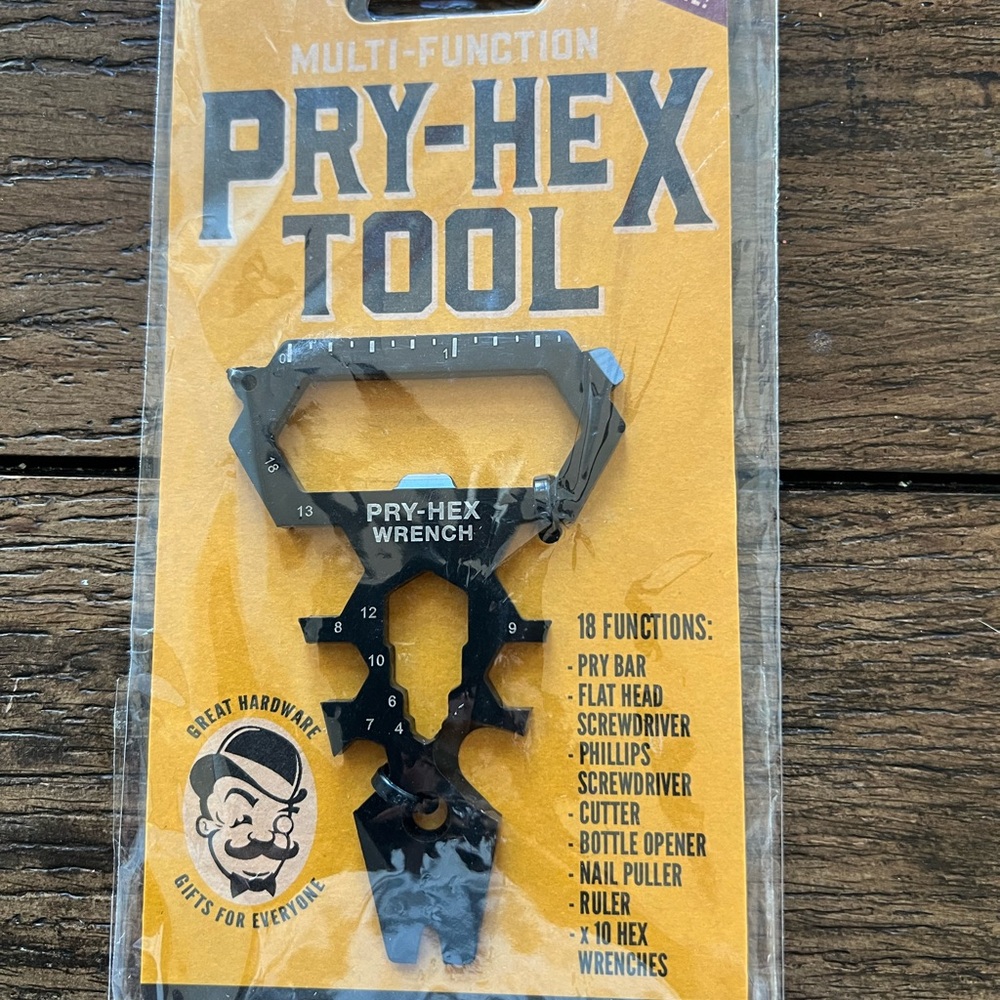 MULTI-FUNCTION
PRY-HEX
TOOL
0 1
18
13
PRY-HEX
WRENCH
12
8 9
10
6
7 4
18 FUNCTIONS:
- PRY BAR
- FLAT HEAD
SCREWDRIVER
- PHILLIPS
SCREWDRIVER
- CUTTER
- BOTTLE OPENER
- NAIL PULLER
- RULER
- x 10 HEX
WRENCHES
GREAT HARDWARE
GIFTS FOR EVERYONE